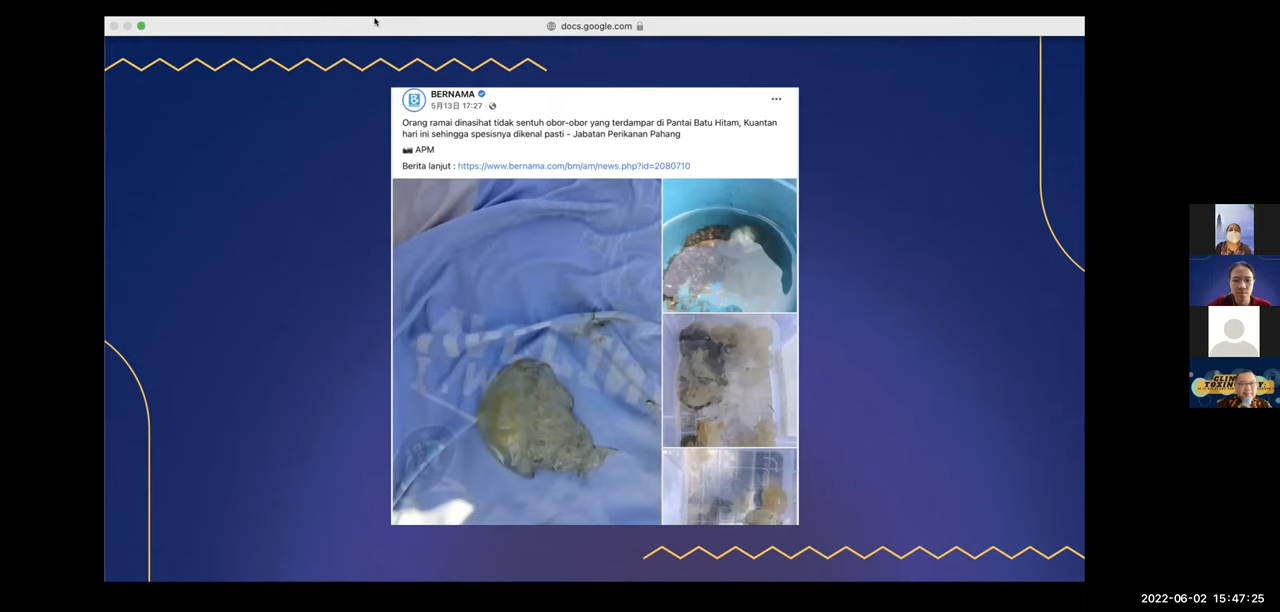 docs.google.com
BERNAMA
5月13日 17:27
Orang ramai dinasihat tidak sentuh obor-obor yang terdampar di Pantai Batu Hitam, Kuantan
hari ini sehingga spesisnya dikenal pasti - Jabatan Perikanan Pahang
APM
Berita lanjut : https://www.bernama.com/bm/am/news.php?id=2080710
2022-06-02 15:47:25